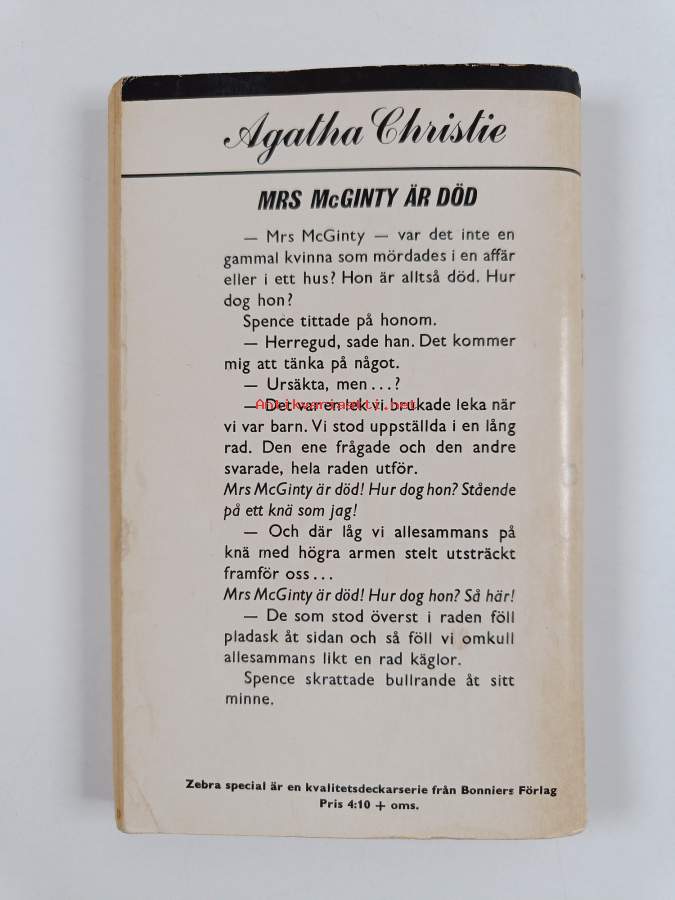 Agatha Christie
MRS McGINTY ÄR DÖD
— Mrs McGinty — var det inte en
gammal kvinna som mördades i en affär
eller i ett hus? Hon är alltså död. Hur
dog hon?
Spence tittade på honom.
— Herregud, sade han. Det kommer
mig att tänka på något.
— Ursäkta, men...?
— Det var en lek vi brukade leka när
vi var barn. Vi stod uppställda i en lång
rad. Den ene frågade och den andre
svarade, hela raden utför.
Mrs McGinty är död! Hur dog hon? Stående
på ett knä som jag!
— Och där låg vi allesammans på
knä med högra armen stelt utsträckt
framför oss...
Mrs McGinty är död! Hur dog hon? Så här!
— De som stod överst i raden föll
pladask åt sidan och så föll vi omkull
allesammans likt en rad käglor.
Spence skrattade bullrande åt sitt
minne.
Zebra special är en kvalitetsdeckarserie från Bonniers Förlag
Pris 4:10 + oms.
Antikvariaatti.net